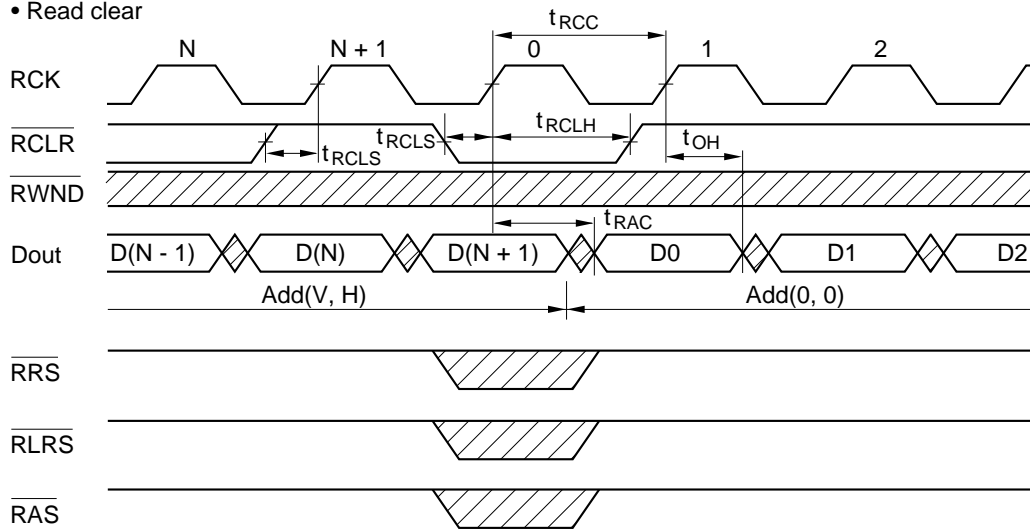 • Read clear
tRCC
N N + 1 0 1 2
RCK
RCLR
tRCLS tRCLS tRCLH tOH
RWND
tRAC
Dout D(N - 1) D(N) D(N + 1) D0 D1 D2
Add(V, H) Add(0, 0)
RRS
RLRS
RAS